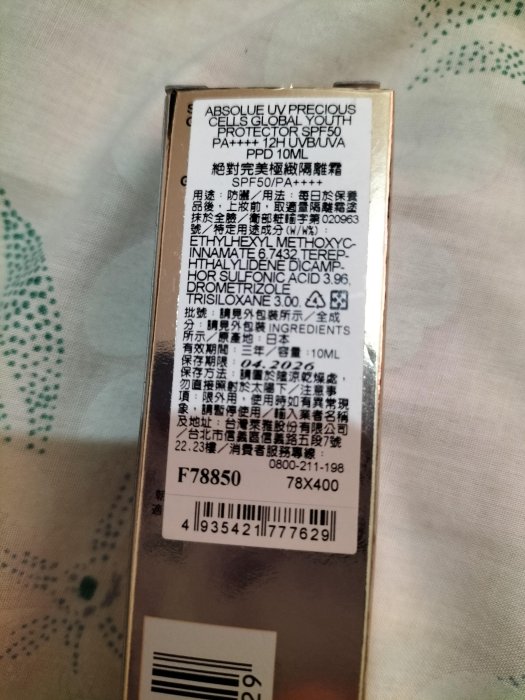 ABSOLUE UV PRECIOUS
CELLS GLOBAL YOUTH
PROTECTOR SPF50
PA++++ 12H UVB/UVA
PPD 10ML
絕對完美極緻隔離霜
SPF50/PA++++
用途：防曬／用法：每日於保養
品後，上妝前，取適量隔離霜塗
抹於全臉／衛部粧輸字第020963
號／特定用途成分(W/W%)：
ETHYLHEXYL METHOXYC-
INNAMATE 6.7432 TEREP-
HTHALYLIDENE DICAMP-
HOR SULFONIC ACID 3.96,
DROMETRIZOLE
TRISILOXANE 3.00.
批號：請見外包裝所示／全成
分：請見外包裝INGREDIENTS
所示／原產地：日本
有效期間：三年／容量：10ML
保存期限：04.2026
保存方法：請置於陰涼乾燥處，
勿直接照射於太陽下／注意事
項：限外用，使用時如有異常現
象，請暫停使用／輸入業者名稱
及地址：台灣萊雅股份有限公司
／台北市信義區信義路五段7號
22,23樓／消費者服務專線：
0800-211-198
F78850
78X400
4 935421 777629